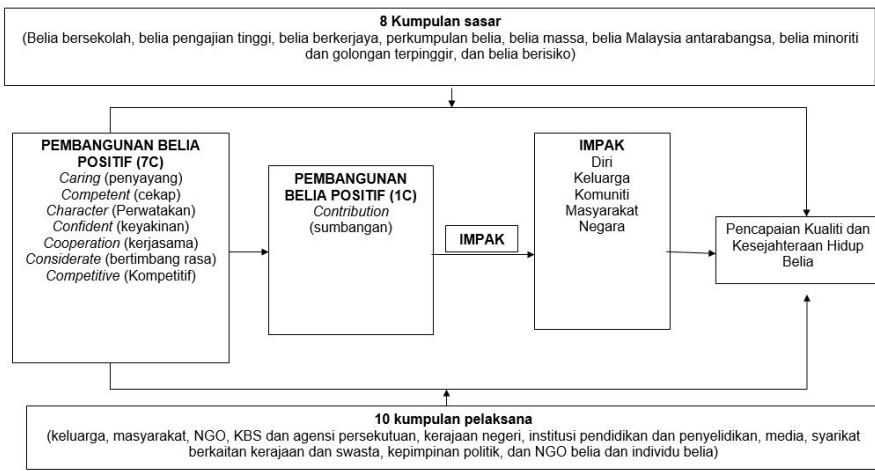 8 Kumpulan sasar
(Belia bersekolah, belia pengajian tinggi, belia berkerjaya, perkumpulan belia, belia massa, belia Malaysia antarabangsa, belia minoriti
dan golongan terpinggir, dan belia berisiko)
PEMBANGUNAN BELIA
POSITIF (7C)
Caring (penyayang)
Competent (cekap)
Character (Perwatakan)
Confident (keyakinan)
Cooperation (kerjasama)
Considerate (bertimbang rasa)
Competitive (Kompetitif)
PEMBANGUNAN
BELIA POSITIF (1C)
Contribution
(sumbangan)
IMPAK
IMPAK
Diri
Keluarga
Komuniti
Masyarakat
Negara
Pencapaian Kualiti dan
Kesejahteraan Hidup
Belia
10 kumpulan pelaksana
(keluarga, masyarakat, NGO, KBS dan agensi persekutuan, kerajaan negeri, institusi pendidikan dan penyelidikan, media, syarikat
berkaitan kerajaan dan swasta, kepimpinan politik, dan NGO belia dan individu belia)